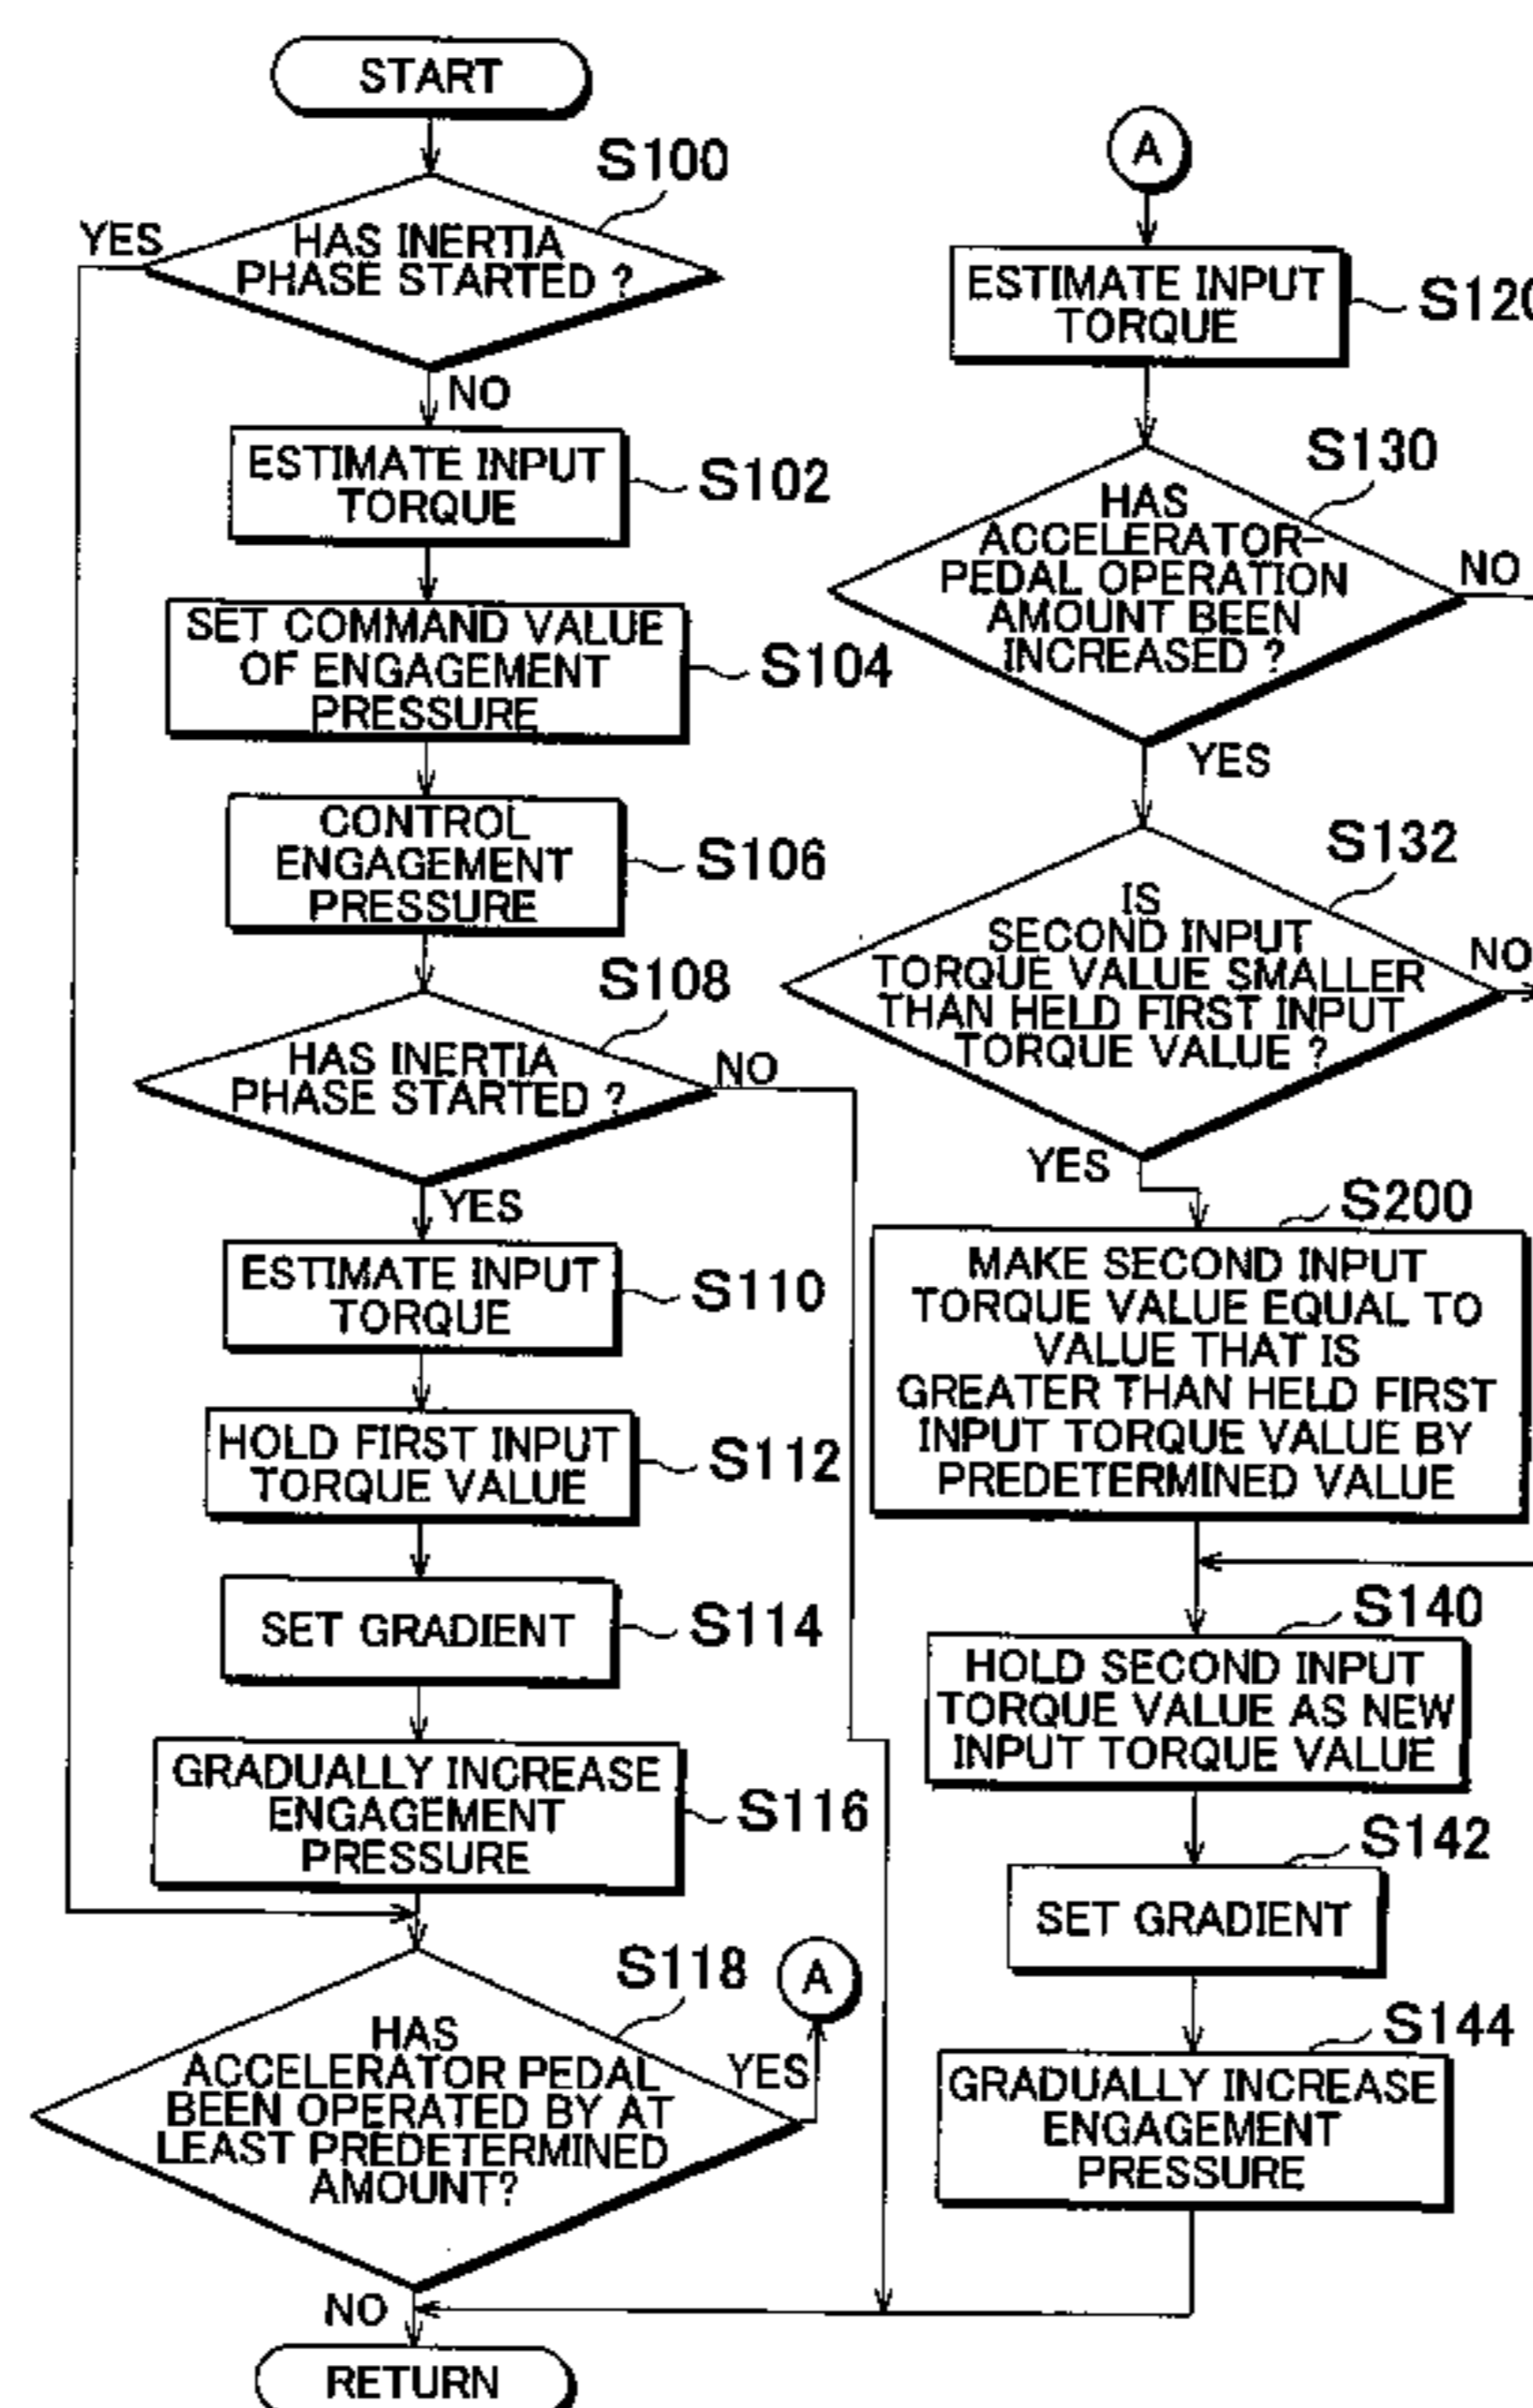 START
S100
YES
HAS INERTIA
PHASE STARTED ?
NO
ESTIMATE INPUT
TORQUE
S102
SET COMMAND VALUE
OF ENGAGEMENT
PRESSURE
S104
CONTROL
ENGAGEMENT
PRESSURE
S106
S108
HAS INERTIA
PHASE STARTED ?
NO
YES
ESTIMATE INPUT
TORQUE
S110
HOLD FIRST INPUT
TORQUE VALUE
S112
SET GRADIENT
S114
GRADUALLY INCREASE
ENGAGEMENT
PRESSURE
S116
S118
A
HAS
ACCELERATOR PEDAL
BEEN OPERATED BY AT
LEAST PREDETERMINED
AMOUNT?
YES
NO
RETURN
A
ESTIMATE INPUT
TORQUE
S120
S130
HAS
ACCELERATOR-
PEDAL OPERATION
AMOUNT BEEN
INCREASED ?
NO
YES
S132
IS
SECOND INPUT
TORQUE VALUE SMALLER
THAN HELD FIRST INPUT
TORQUE VALUE ?
NO
YES
S200
MAKE SECOND INPUT
TORQUE VALUE EQUAL TO
VALUE THAT IS
GREATER THAN HELD FIRST
INPUT TORQUE VALUE BY
PREDETERMINED VALUE
S140
HOLD SECOND INPUT
TORQUE VALUE AS NEW
INPUT TORQUE VALUE
S142
SET GRADIENT
S144
GRADUALLY INCREASE
ENGAGEMENT
PRESSURE